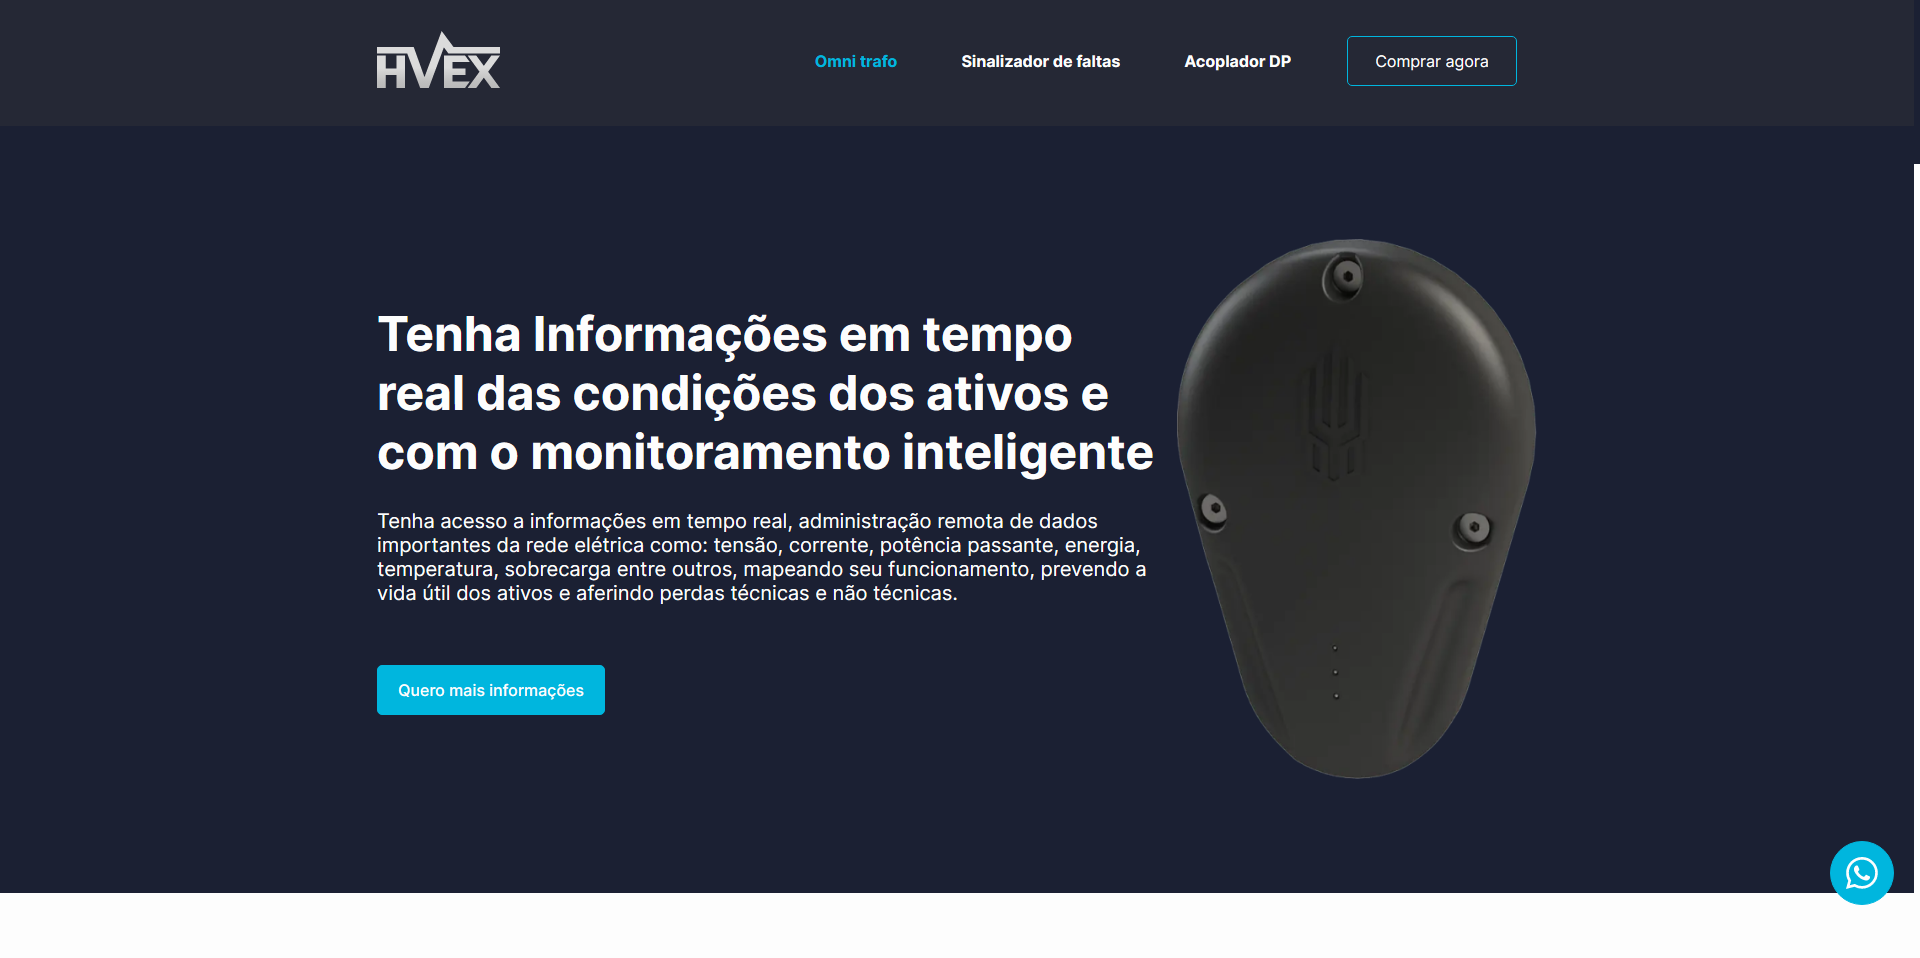 HVEX
Omni trafo
Sinalizador de faltas
Acoplador DP
Comprar agora
Tenha Informações em tempo
real das condições dos ativos e
com o monitoramento inteligente
Tenha acesso a informações em tempo real, administração remota de dados
importantes da rede elétrica como: tensão, corrente, potência passante, energia,
temperatura, sobrecarga entre outros, mapeando seu funcionamento, prevendo a
vida útil dos ativos e aferindo perdas técnicas e não técnicas.
Quero mais informações